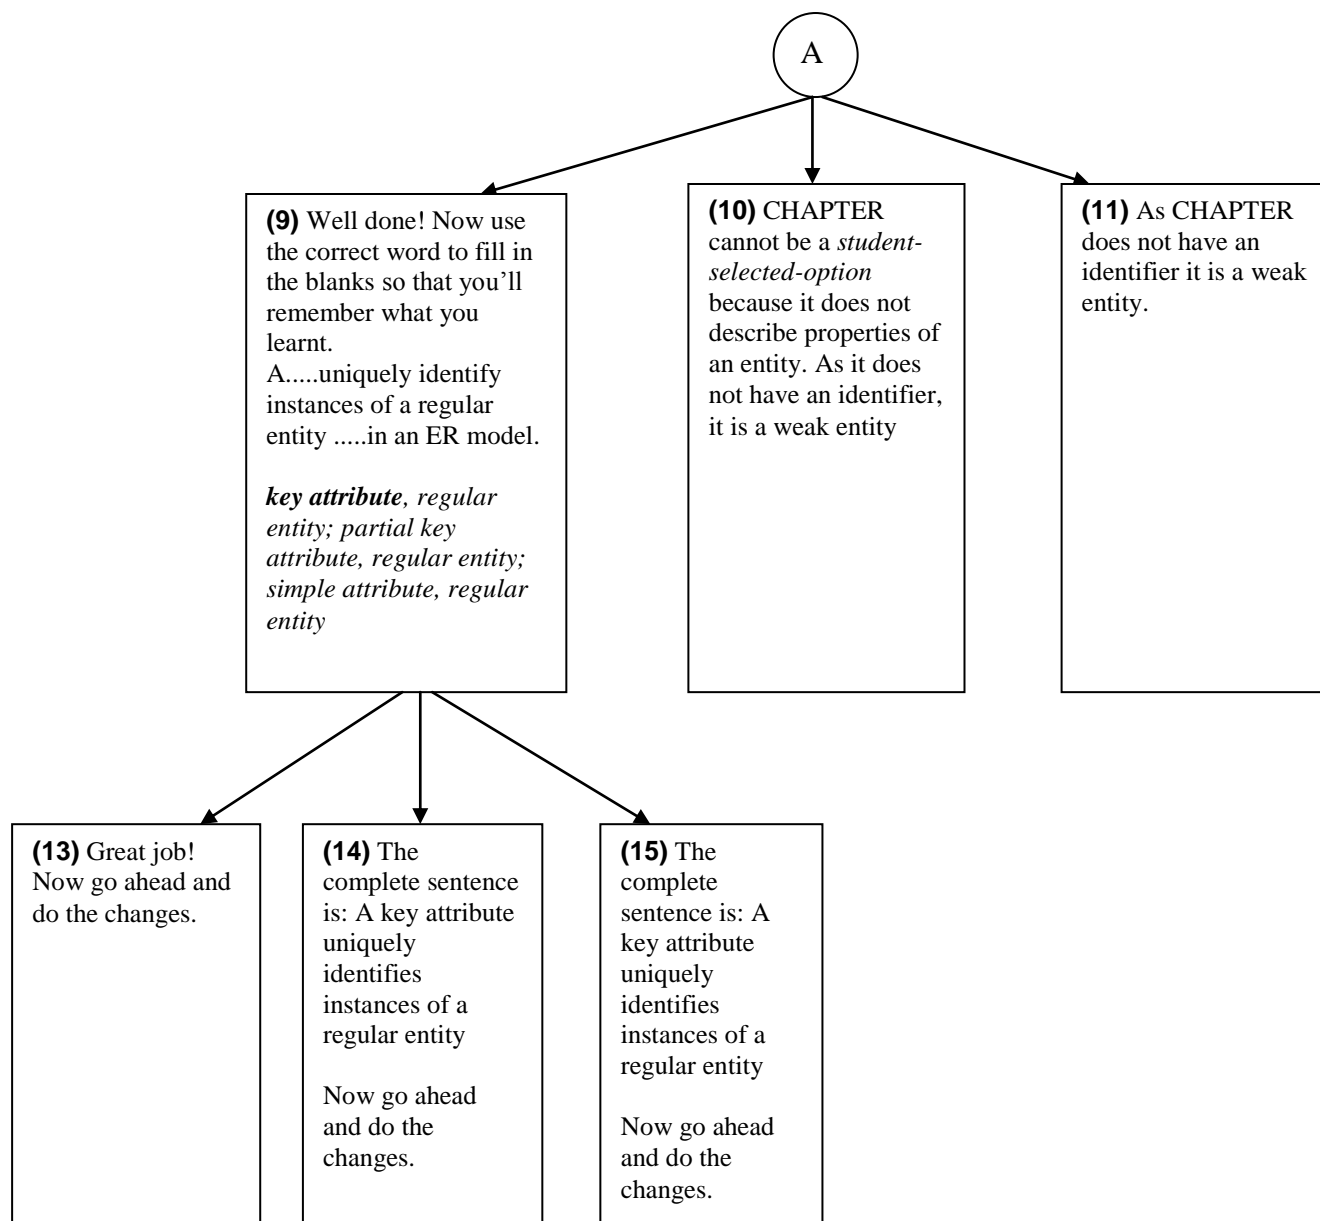 A
(9) Well done! Now use
the correct word to fill in
the blanks so that you’ll
remember what you
learnt.
A.....uniquely identify
instances of a regular
entity .....in an ER model.
key attribute, regular
entity; partial key
attribute, regular entity;
simple attribute, regular
entity
(10) CHAPTER
cannot be a student-
selected-option
because it does not
describe properties of
an entity. As it does
not have an identifier,
it is a weak entity
(11) As CHAPTER
does not have an
identifier it is a weak
entity.
(13) Great job!
Now go ahead and
do the changes.
(14) The
complete sentence
is: A key attribute
uniquely
identifies
instances of a
regular entity
Now go ahead
and do the
changes.
(15) The
complete
sentence is: A
key attribute
uniquely
identifies
instances of a
regular entity
Now go ahead
and do the
changes.